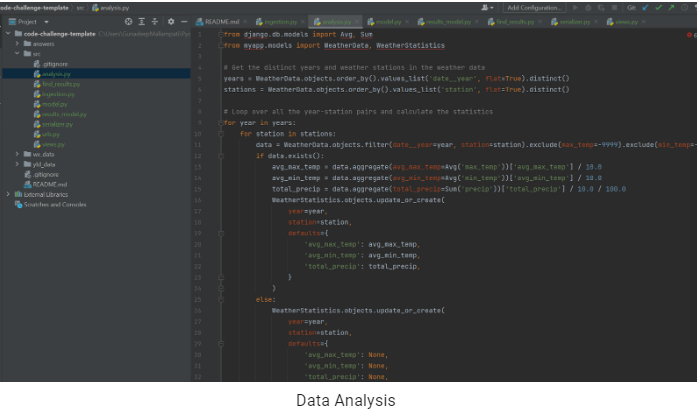 code-challenge-template src analysis.py
Add Configuration... Git:
Project
README.md ingestion.py analysis.py model.py results_model.py find_results.py serializer.py views.py
code-challenge-template
answers
src
.gitignore
analysis.py
find_results.py
ingestion.py
model.py
results_model.py
serializer.py
urls.py
views.py
wx_data
yld_data
.gitignore
README.md
External Libraries
Scratches and Consoles
1 from django.db.models import Avg, Sum
2 from myapp.models import WeatherData, WeatherStatistics
3
4 # Get the distinct years and weather stations in the weather data
5 years = WeatherData.objects.order_by().values_list('date__year', flat=True).distinct()
6 stations = WeatherData.objects.order_by().values_list('station', flat=True).distinct()
7
8 # Loop over all the year-station pairs and calculate the statistics
9 for year in years:
10 for station in stations:
11 data = WeatherData.objects.filter(date__year=year, station=station).exclude(max_temp=-9999).exclude(min_temp=-
12 if data.exists():
13 avg_max_temp = data.aggregate(avg_max_temp=Avg('max_temp'))['avg_max_temp'] / 10.0
14 avg_min_temp = data.aggregate(avg_min_temp=Avg('min_temp'))['avg_min_temp'] / 10.0
15 total_precip = data.aggregate(total_precip=Sum('precip'))['total_precip'] / 10.0 / 100.0
16 WeatherStatistics.objects.update_or_create(
17 year=year,
18 station=station,
19 defaults={
20 'avg_max_temp': avg_max_temp,
21 'avg_min_temp': avg_min_temp,
22 'total_precip': total_precip,
23 }
24 )
25 else:
26 WeatherStatistics.objects.update_or_create(
27 year=year,
28 station=station,
29 defaults={
30 'avg_max_temp': None,
31 'avg_min_temp': None,
32 'total_precip': None,
Data Analysis